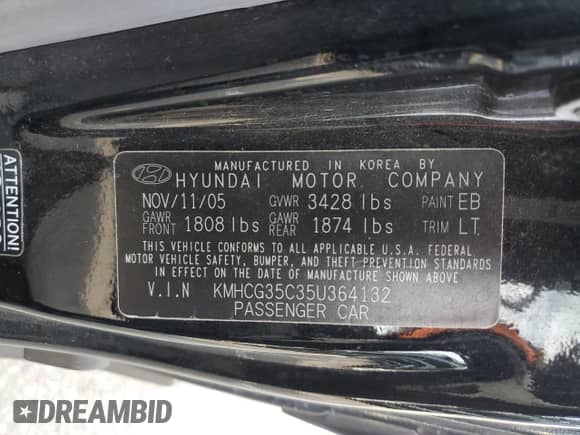 MANUFACTURED IN KOREA BY
HYUNDAI MOTOR COMPANY
NOV/11/05 GVWR 3428 lbs PAINT EB
GAWR FRONT 1808 lbs GAWR REAR 1874 lbs TRIM LT
THIS VEHICLE CONFORMS TO ALL APPLICABLE U.S.A. FEDERAL
MOTOR VEHICLE SAFETY, BUMPER, AND THEFT PREVENTION STANDARDS
IN EFFECT ON THE DATE OF MANUFACTURE SHOWN ABOVE.
V.I.N KMHCG35C35U364132
PASSENGER CAR
ATTENTION!
DREAMBID